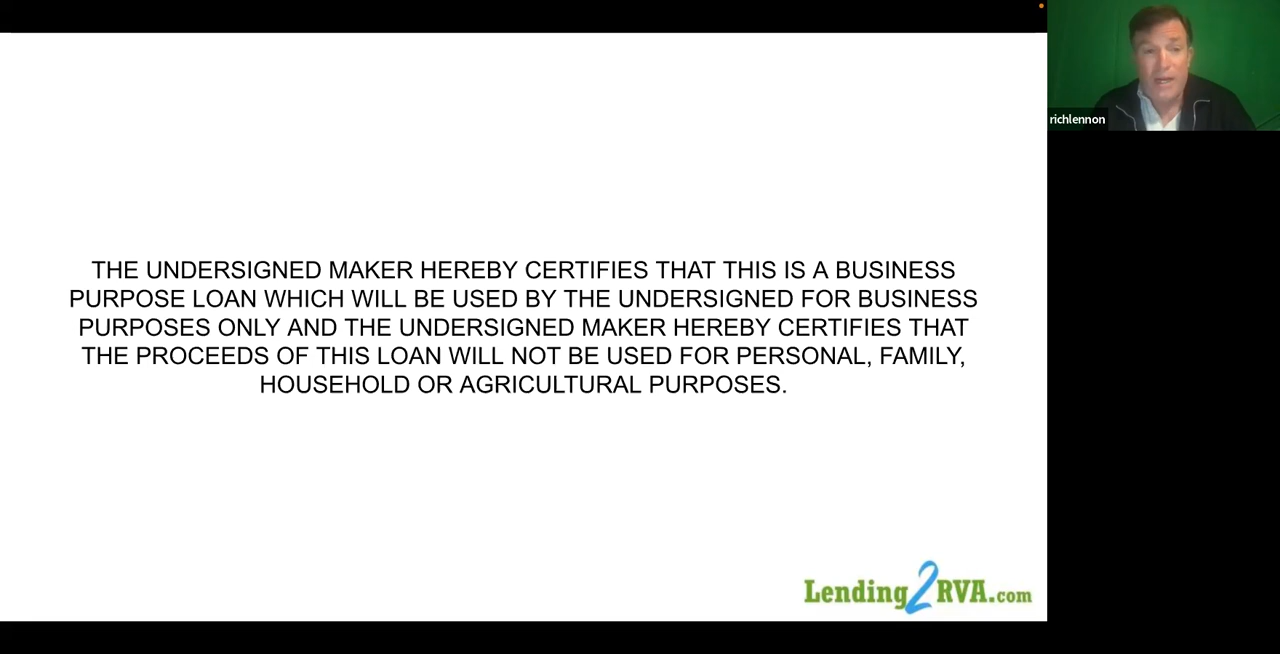 THE UNDERSIGNED MAKER HEREBY CERTIFIES THAT THIS IS A BUSINESS
PURPOSE LOAN WHICH WILL BE USED BY THE UNDERSIGNED FOR BUSINESS
PURPOSES ONLY AND THE UNDERSIGNED MAKER HEREBY CERTIFIES THAT
THE PROCEEDS OF THIS LOAN WILL NOT BE USED FOR PERSONAL, FAMILY,
HOUSEHOLD OR AGRICULTURAL PURPOSES.
Lending2RVA.com
richlennon